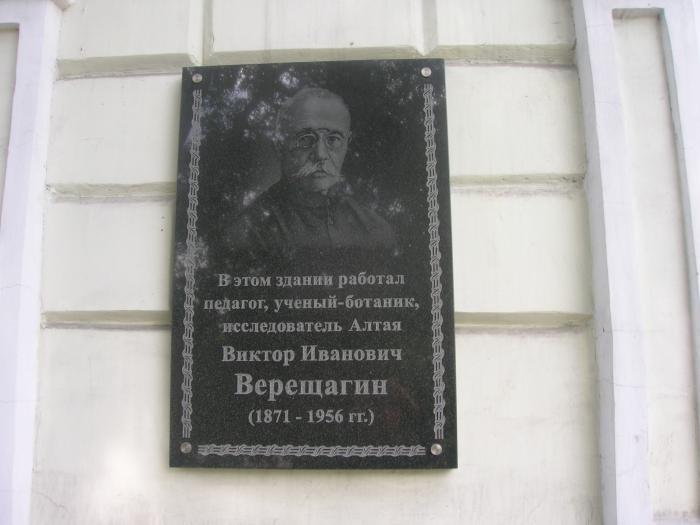 В этом здании работал
педагог, ученый-ботаник,
исследователь Алтая
Виктор Иванович
Верещагин
(1871 - 1956 гг.)